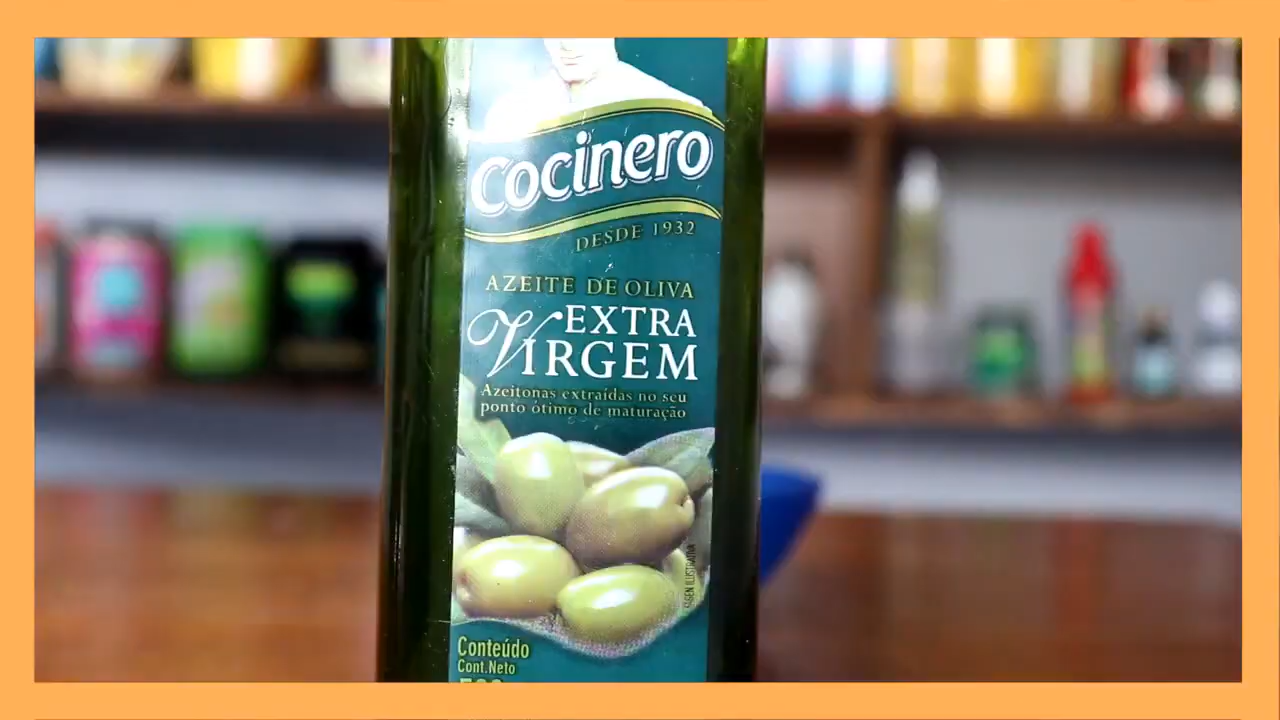 Cocinero
DESDE 1932
AZEITE DE OLIVA
EXTRA
VIRGEM
Azeitonas extraídas no seu
ponto ótimo de maturação
Conteúdo
Cont.Neto